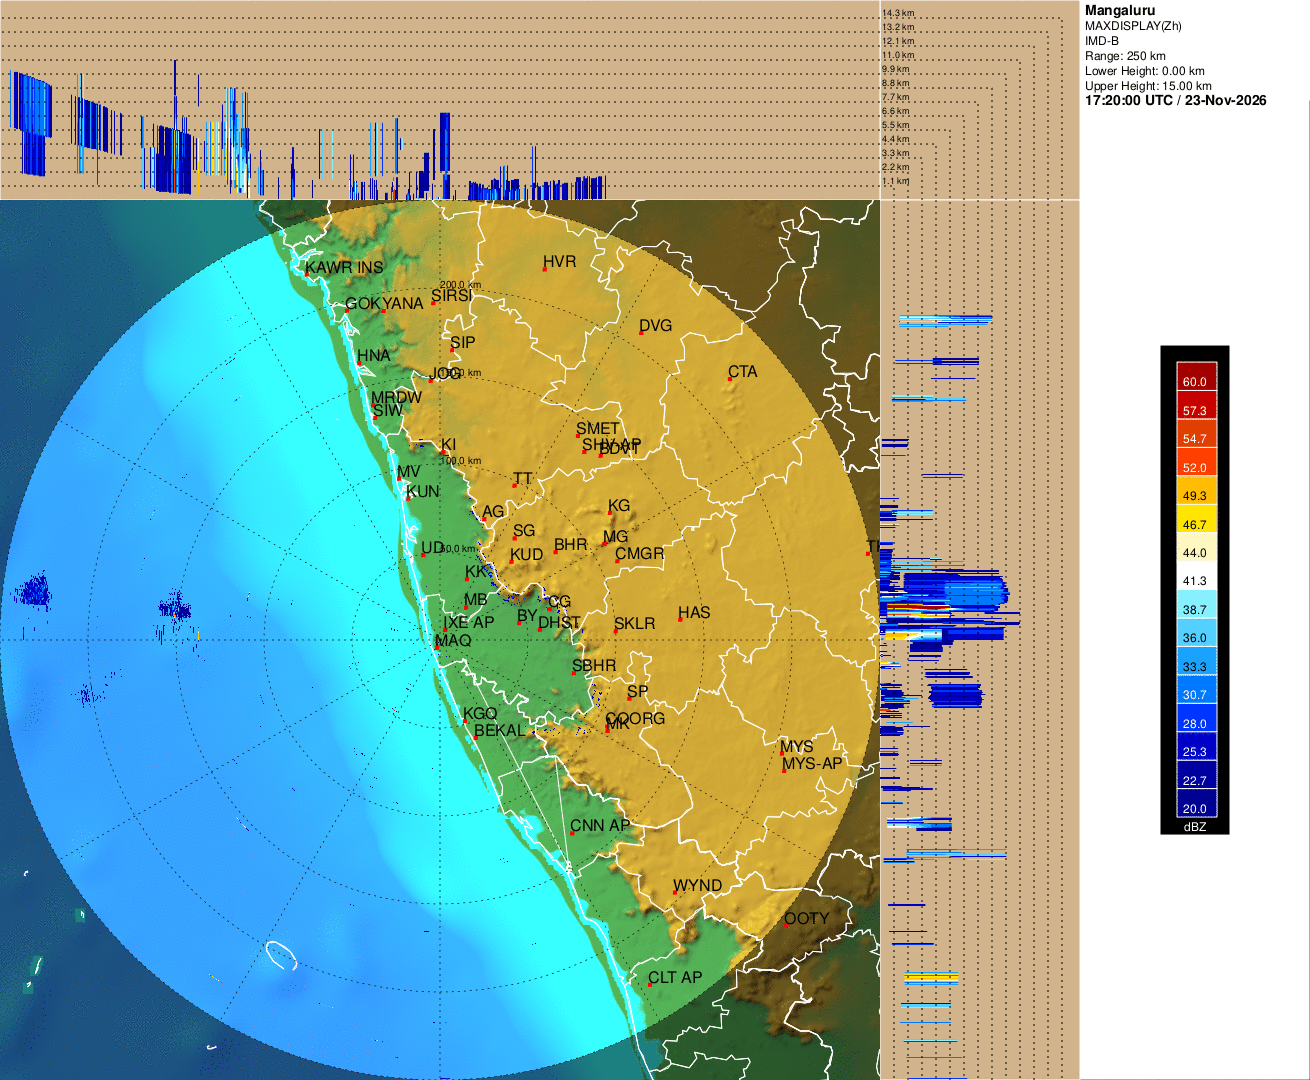 14.3 km
13.2 km
12.1 km
11.0 km
9.9 km
8.8 km
7.7 km
6.6 km
5.5 km
4.4 km
3.3 km
2.2 km
1.1 km
Mangaluru
MAXDISPLAY(Zh)
IMD-B
Range: 250 km
Lower Height: 0.00 km
Upper Height: 15.00 km
17:20:00 UTC / 23-Nov-2026
KAWR INS
HVR
200.0 km
GOKYANA
SIRSI
DVG
SIP
HNA
JOG
CTA
MRDW
SIW
SMET
KI
SHV-AP
BDVT
100.0 km
MV
TT
KUN
AG
KG
SG
MG
UD
50.0 km
KUD
BHR
CMGR
KK
MB
CG
IXE AP
BY
DHST
SKLR
HAS
MAQ
SBHR
SP
KGQ
COORG
MK
BEKAL
MYS
MYS-AP
CNN AP
WYND
OOTY
CLT AP
60.0
57.3
54.7
52.0
49.3
46.7
44.0
41.3
38.7
36.0
33.3
30.7
28.0
25.3
22.7
20.0
dBZ